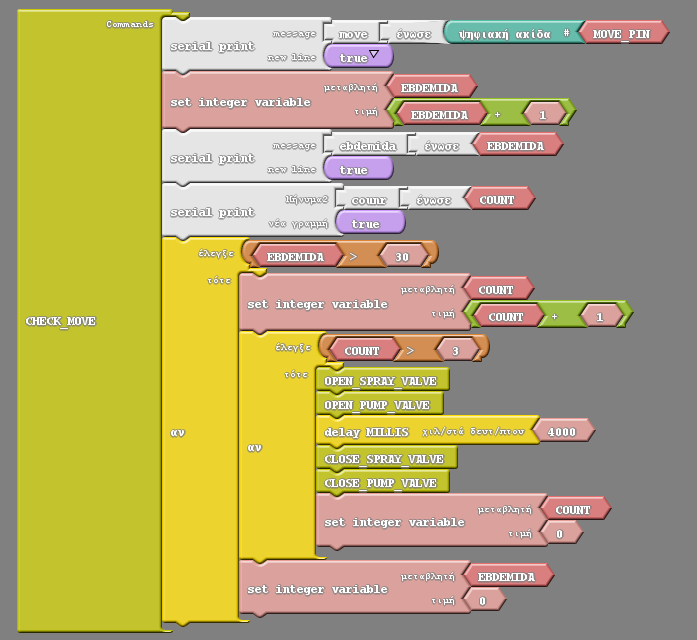 Commands
serial print message move ένωσε ψηφιακή ακίδα # MOVE_PIN
new line true
set integer variable μεταβλητή EBDEMIDA
τιμή EBDEMIDA + 1
serial print message ebdemida ένωσε EBDEMIDA
new line true
serial print Μήνυμα2 counr ένωσε COUNT
νέα γραμμή true
έλεγξε EBDEMIDA > 30
τότε
set integer variable μεταβλητή COUNT
τιμή COUNT + 1
CHECK_MOVE
έλεγξε COUNT > 3
τότε
OPEN_SPRAY_VALVE
OPEN_PUMP_VALVE
αν
αν
delay MILLIS χιλ/στά δευτ/πτου 4000
CLOSE_SPRAY_VALVE
CLOSE_PUMP_VALVE
set integer variable μεταβλητή COUNT
τιμή 0
set integer variable μεταβλητή EBDEMIDA
τιμή 0